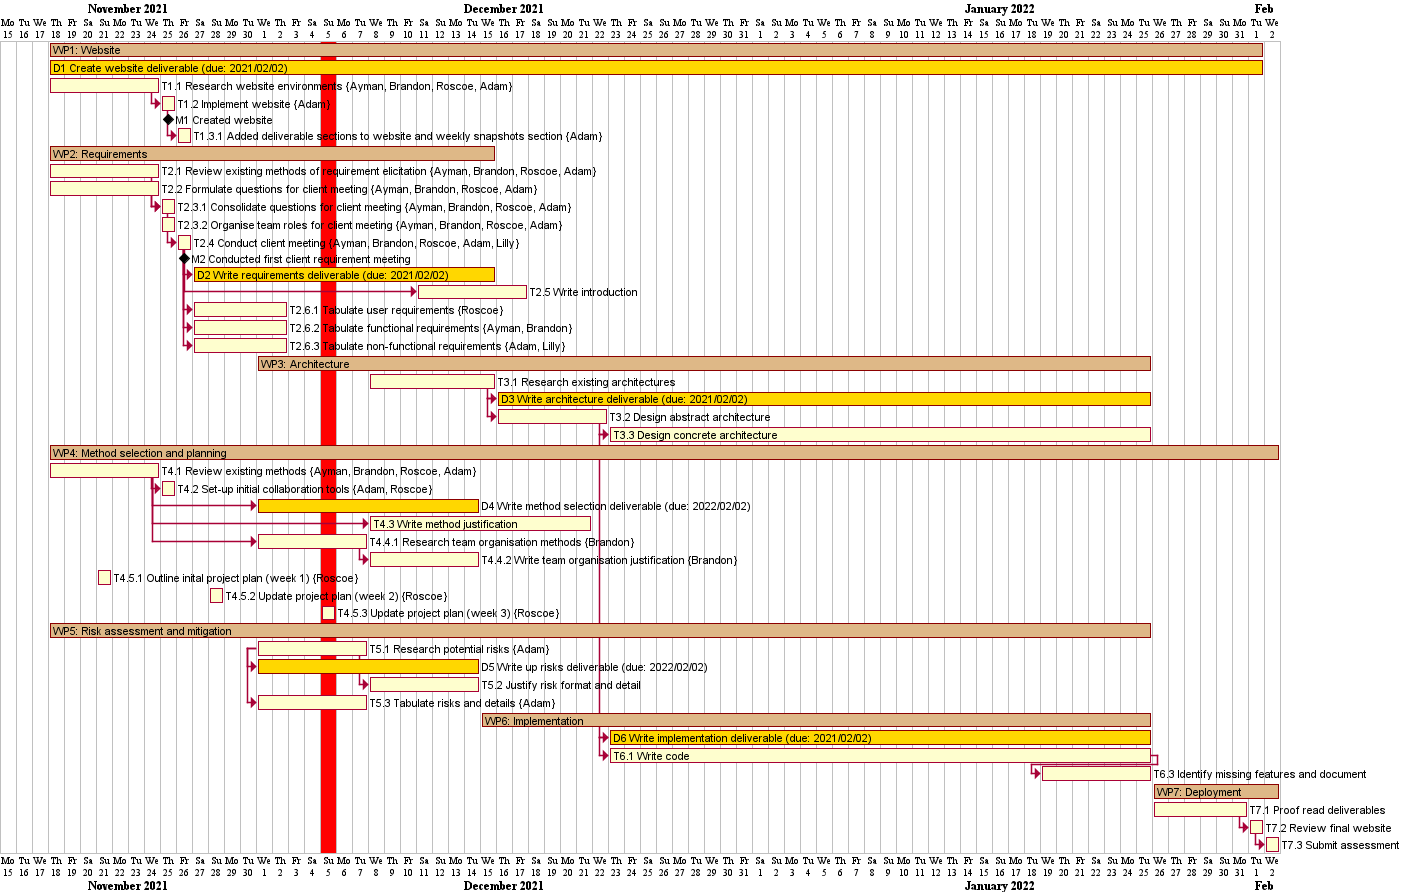 November 2021 December 2021 January 2022 Feb
Mo Tu We Th Fr Sa Su Mo Tu We Th Fr Sa Su Mo Tu We Th Fr Sa Su Mo Tu We Th Fr Sa Su Mo Tu We Th Fr Sa Su Mo Tu We Th Fr Sa Su Mo Tu We Th Fr Sa Su Mo Tu We Th Fr Sa Su Mo Tu We Th Fr Sa Su Mo Tu We Th Fr Sa Su Mo Tu We Th Fr Sa Su Mo Tu We
15 16 17 18 19 20 21 22 23 24 25 26 27 28 29 30 1 2 3 4 5 6 7 8 9 10 11 12 13 14 15 16 17 18 19 20 21 22 23 24 25 26 27 28 29 30 31 1 2 3 4 5 6 7 8 9 10 11 12 13 14 15 16 17 18 19 20 21 22 23 24 25 26 27 28 29 30 31 1 2
WP1: Website
D1 Create website deliverable (due: 2021/02/02)
T1.1 Research website environments {Ayman, Brandon, Roscoe, Adam}
T1.2 Implement website {Adam}
M1 Created website
T1.3.1 Added deliverable sections to website and weekly snapshots section {Adam}
WP2: Requirements
T2.1 Review existing methods of requirement elicitation {Ayman, Brandon, Roscoe, Adam}
T2.2 Formulate questions for client meeting {Ayman, Brandon, Roscoe, Adam}
T2.3.1 Consolidate questions for client meeting {Ayman, Brandon, Roscoe, Adam}
T2.3.2 Organise team roles for client meeting {Ayman, Brandon, Roscoe, Adam}
T2.4 Conduct client meeting {Ayman, Brandon, Roscoe, Adam, Lilly}
M2 Conducted first client requirement meeting
D2 Write requirements deliverable (due: 2021/02/02)
T2.5 Write introduction
T2.6.1 Tabulate user requirements {Roscoe}
T2.6.2 Tabulate functional requirements {Ayman, Brandon}
T2.6.3 Tabulate non-functional requirements {Adam, Lilly}
WP3: Architecture
T3.1 Research existing architectures
D3 Write architecture deliverable (due: 2021/02/02)
T3.2 Design abstract architecture
T3.3 Design concrete architecture
WP4: Method selection and planning
T4.1 Review existing methods {Ayman, Brandon, Roscoe, Adam}
T4.2 Set-up initial collaboration tools {Adam, Roscoe}
D4 Write method selection deliverable (due: 2022/02/02)
T4.3 Write method justification
T4.4.1 Research team organisation methods {Brandon}
T4.4.2 Write team organisation justification {Brandon}
T4.5.1 Outline inital project plan (week 1) {Roscoe}
T4.5.2 Update project plan (week 2) {Roscoe}
T4.5.3 Update project plan (week 3) {Roscoe}
WP5: Risk assessment and mitigation
T5.1 Research potential risks {Adam}
D5 Write up risks deliverable (due: 2022/02/02)
T5.2 Justify risk format and detail
T5.3 Tabulate risks and details {Adam}
WP6: Implementation
D6 Write implementation deliverable (due: 2021/02/02)
T6.1 Write code
T6.3 Identify missing features and document
WP7: Deployment
T7.1 Proof read deliverables
T7.2 Review final website
T7.3 Submit assessment
Mo Tu We Th Fr Sa Su Mo Tu We Th Fr Sa Su Mo Tu We Th Fr Sa Su Mo Tu We Th Fr Sa Su Mo Tu We Th Fr Sa Su Mo Tu We Th Fr Sa Su Mo Tu We Th Fr Sa Su Mo Tu We Th Fr Sa Su Mo Tu We Th Fr Sa Su Mo Tu We Th Fr Sa Su Mo Tu We Th Fr Sa Su Mo Tu We
15 16 17 18 19 20 21 22 23 24 25 26 27 28 29 30 1 2 3 4 5 6 7 8 9 10 11 12 13 14 15 16 17 18 19 20 21 22 23 24 25 26 27 28 29 30 31 1 2 3 4 5 6 7 8 9 10 11 12 13 14 15 16 17 18 19 20 21 22 23 24 25 26 27 28 29 30 31 1 2
November 2021 December 2021 January 2022 Feb